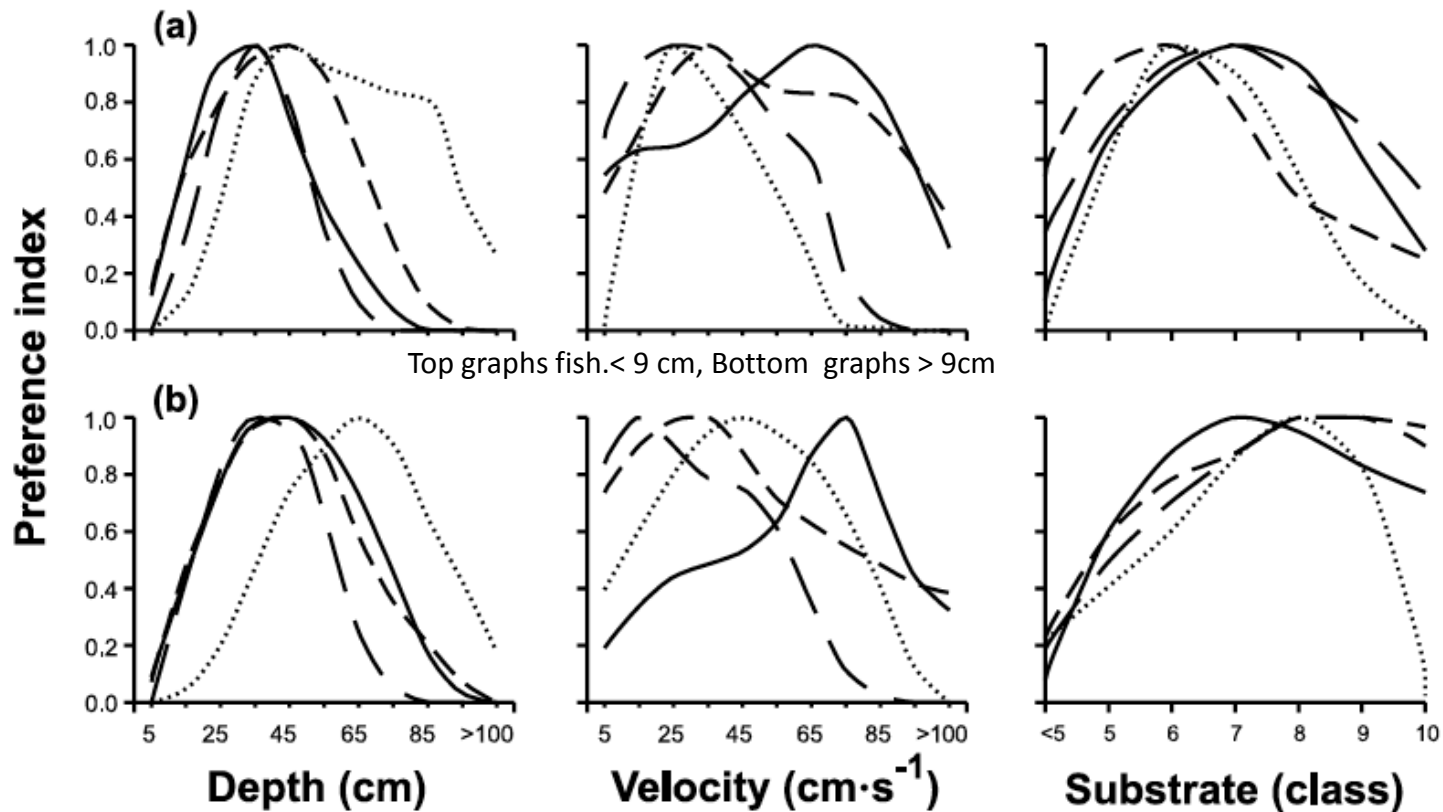 (a)
1.0
0.8
0.6
0.4
0.2
0.0
Top graphs fish.< 9 cm, Bottom graphs > 9cm
Preference index
(b)
1.0
0.8
0.6
0.4
0.2
0.0
5 25 45 65 85 >100
5 25 45 65 85 >100
<5 5 6 7 8 9 10
Depth (cm)
Velocity (cm·s⁻¹)
Substrate (class)